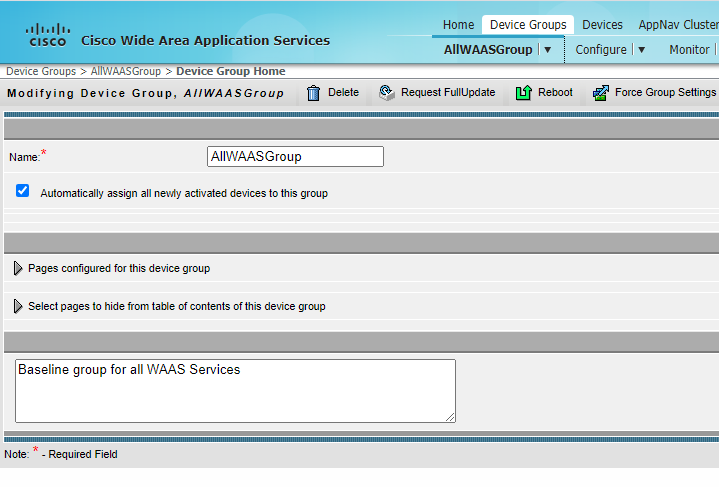 Home Device Groups Devices AppNav Cluster
CISCO Cisco Wide Area Application Services
AllWAASGroup Configure Monitor
Device Groups > AllWAASGroup > Device Group Home
Modifying Device Group, AllWAASGroup Delete Request FullUpdate Reboot Force Group Settings
Name:* AllWAASGroup
Automatically assign all newly activated devices to this group
Pages configured for this device group
Select pages to hide from table of contents of this device group
Baseline group for all WAAS Services
Note: * - Required Field